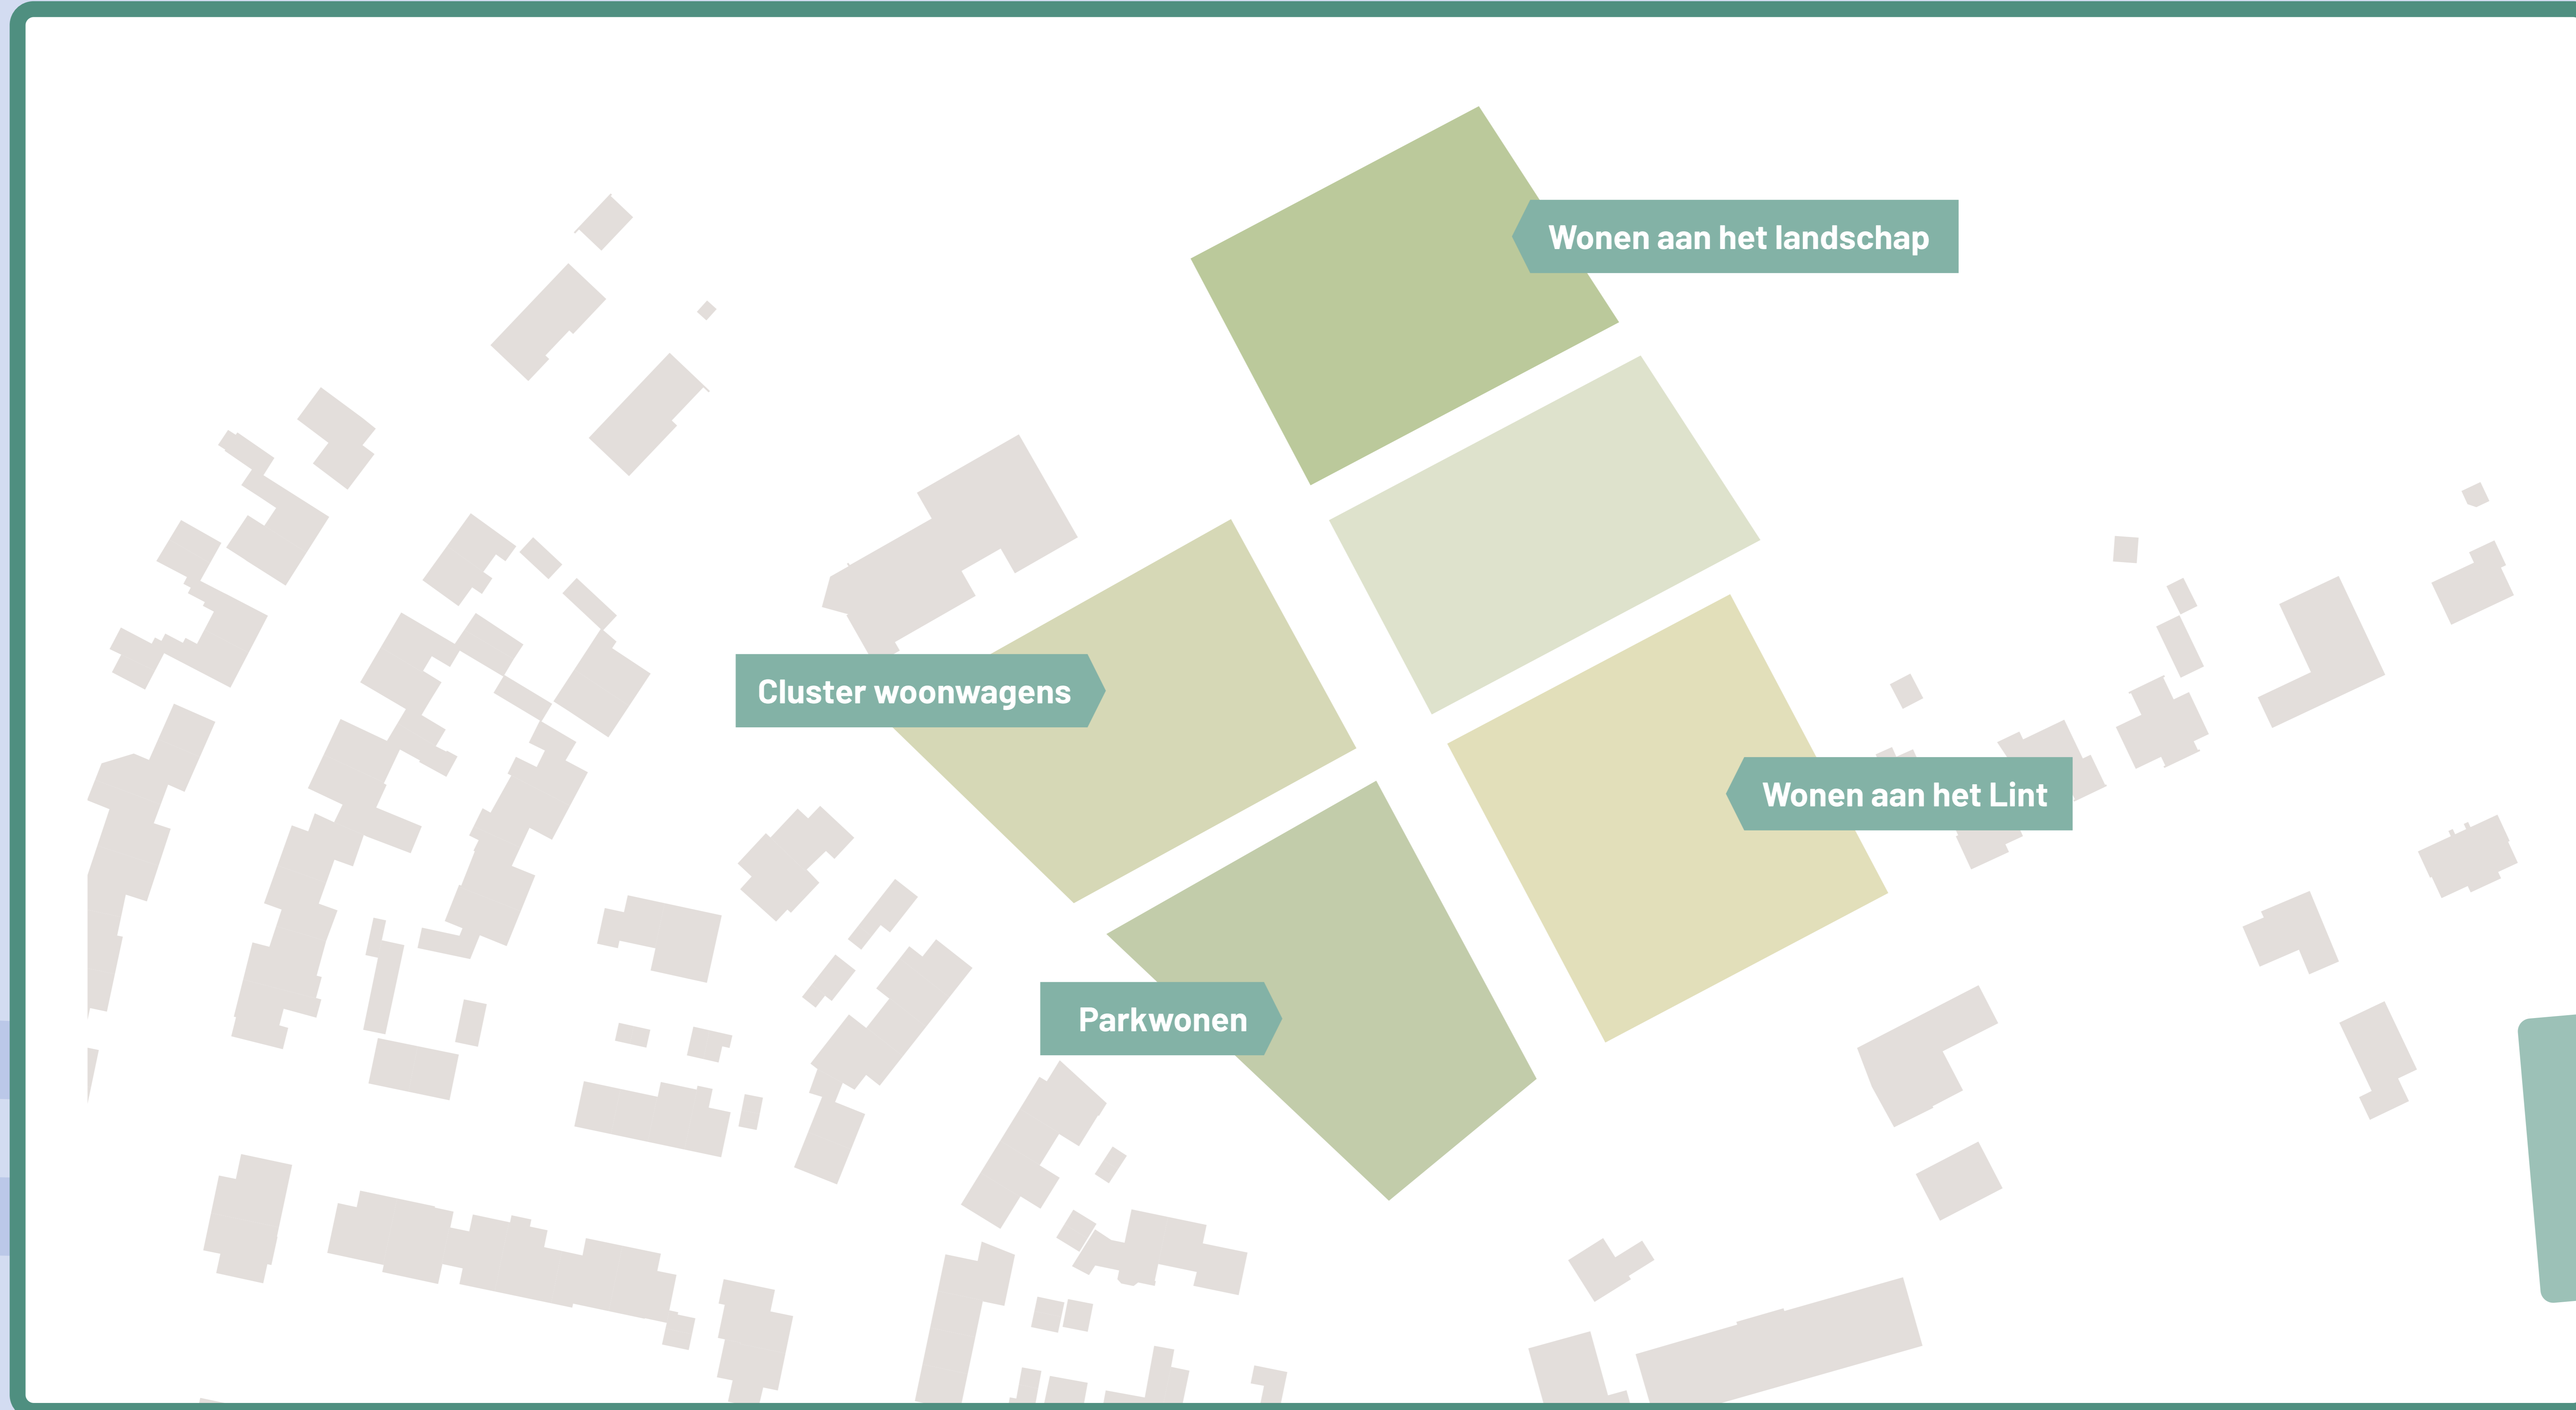 Wonen aan het landschap
Cluster woonwagens
Wonen aan het Lint
Parkwonen